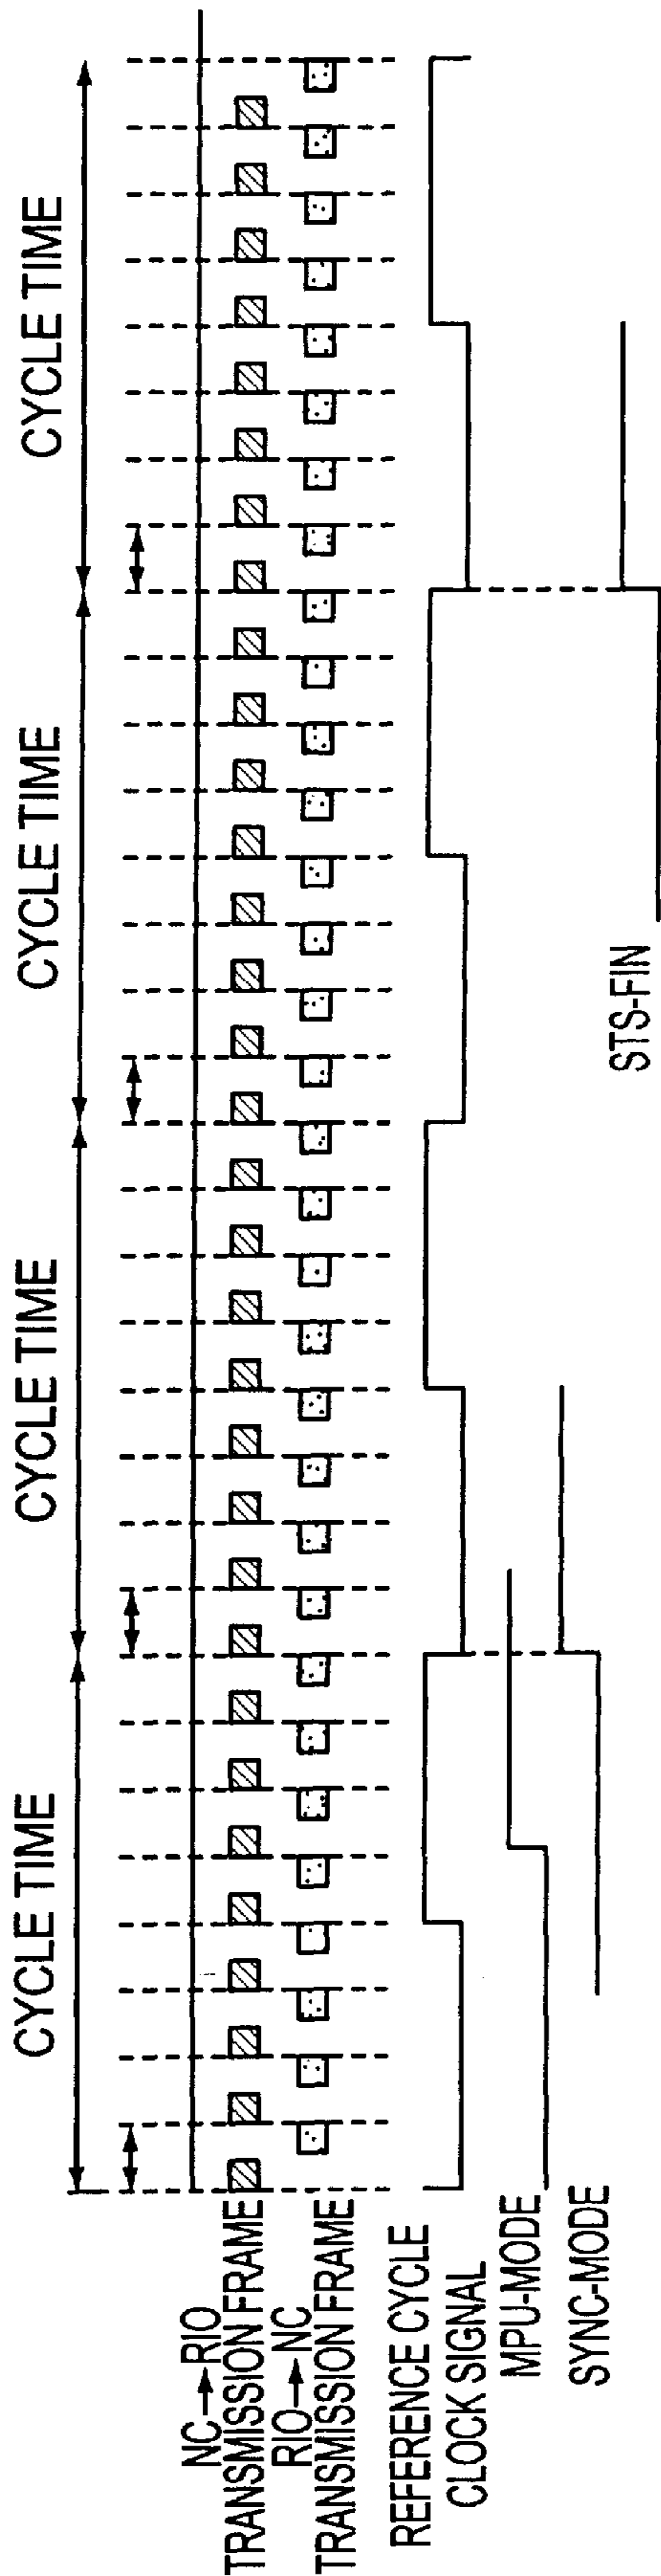 CYCLE TIME
CYCLE TIME
CYCLE TIME
CYCLE TIME
NC→RIO
TRANSMISSION FRAME
RIO→NC
TRANSMISSION FRAME
REFERENCE CYCLE
CLOCK SIGNAL
MPU-MODE
SYNC-MODE
STS-FIN